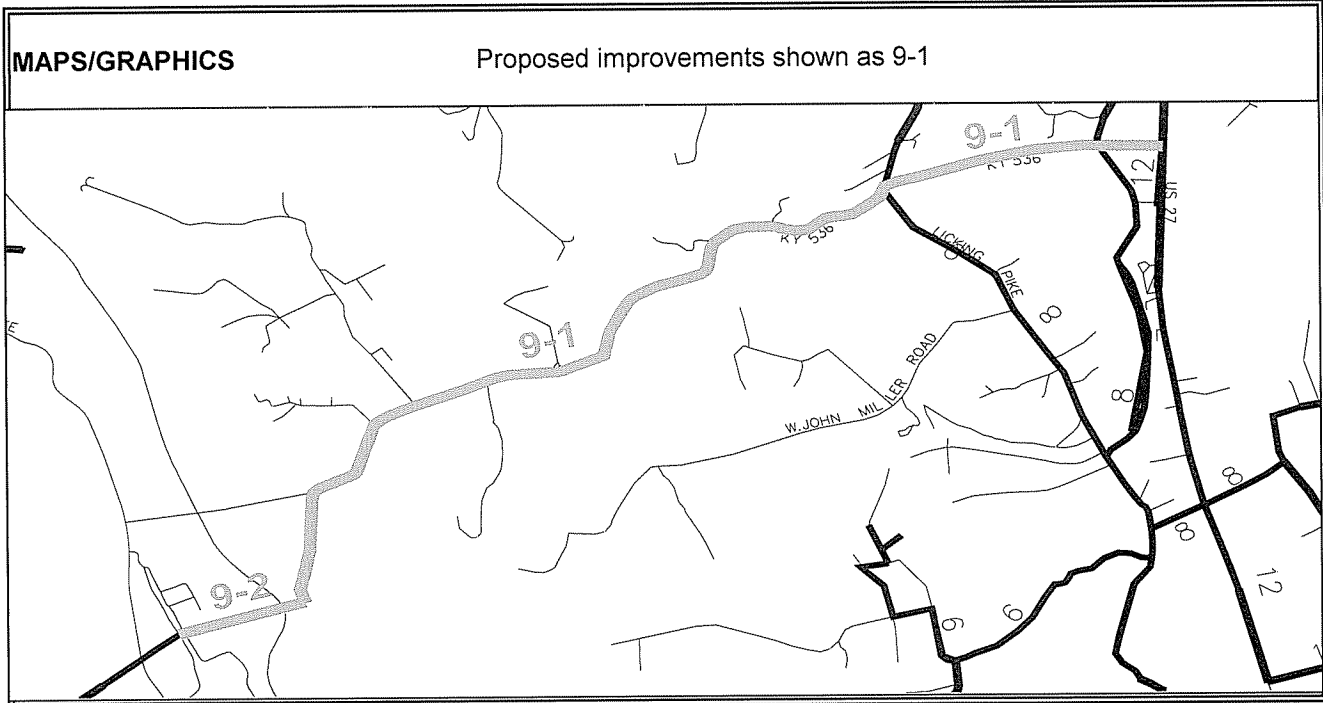 MAPS/GRAPHICS
Proposed improvements shown as 9-1
9-1
KY 536
12
US 27
KY 536
LICKING PIKE
8
9-1
8
W.JOHN MILLER ROAD
8
E
8
8
9-2
12
6
6